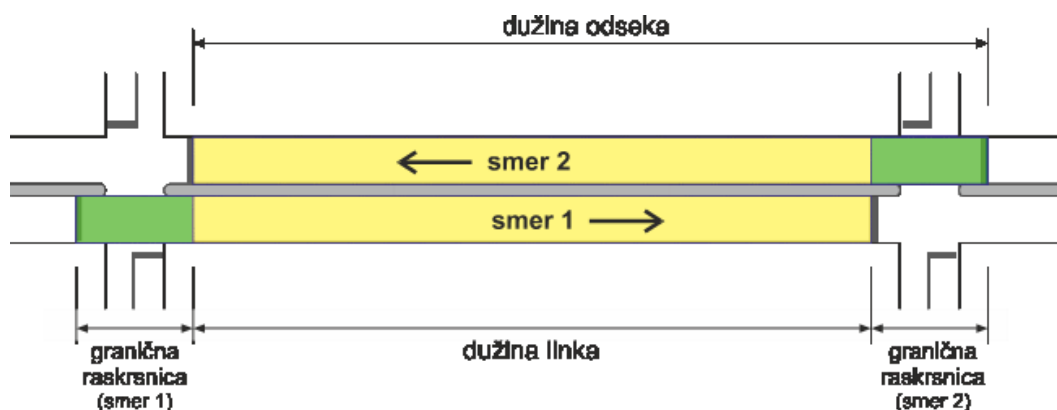 dužina odseka
smer 2
smer 1
granična
raskrsnica
(smer 1)
dužina linka
granična
raskrsnica
(smer 2)